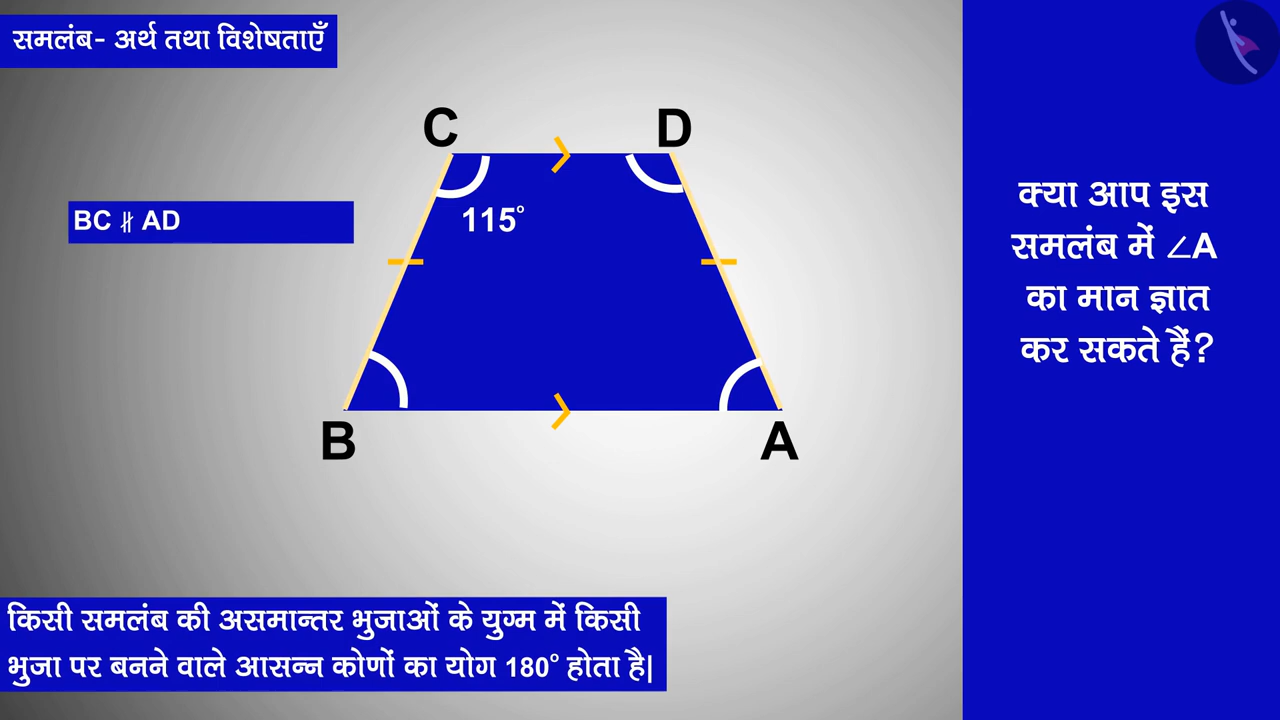 समलंब- अर्थ तथा विशेषताएँ
C
D
BC ∦ AD
115°
B
A
क्या आप इस
समलंब में ∠A
का मान ज्ञात
कर सकते हैं?
किसी समलंब की असमान्तर भुजाओं के युग्म में किसी
भुजा पर बनने वाले आसन्न कोणों का योग 180° होता है|